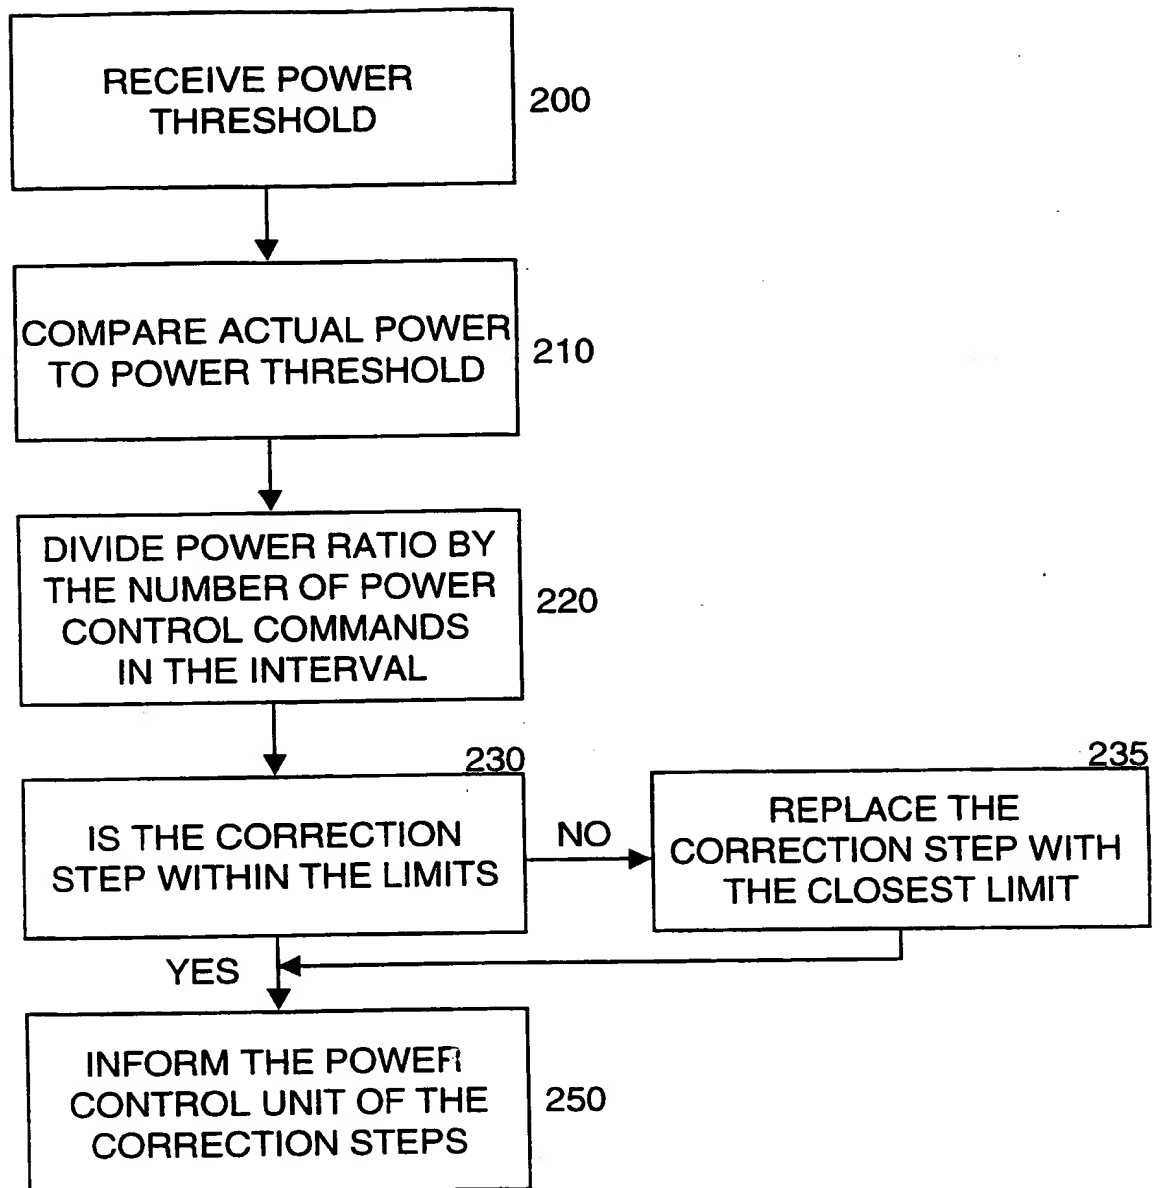 RECEIVE POWER
THRESHOLD
200
COMPARE ACTUAL POWER
TO POWER THRESHOLD
210
DIVIDE POWER RATIO BY
THE NUMBER OF POWER
CONTROL COMMANDS
IN THE INTERVAL
220
230
IS THE CORRECTION
STEP WITHIN THE LIMITS
NO
235
REPLACE THE
CORRECTION STEP WITH
THE CLOSEST LIMIT
YES
INFORM THE POWER
CONTROL UNIT OF THE
CORRECTION STEPS
250